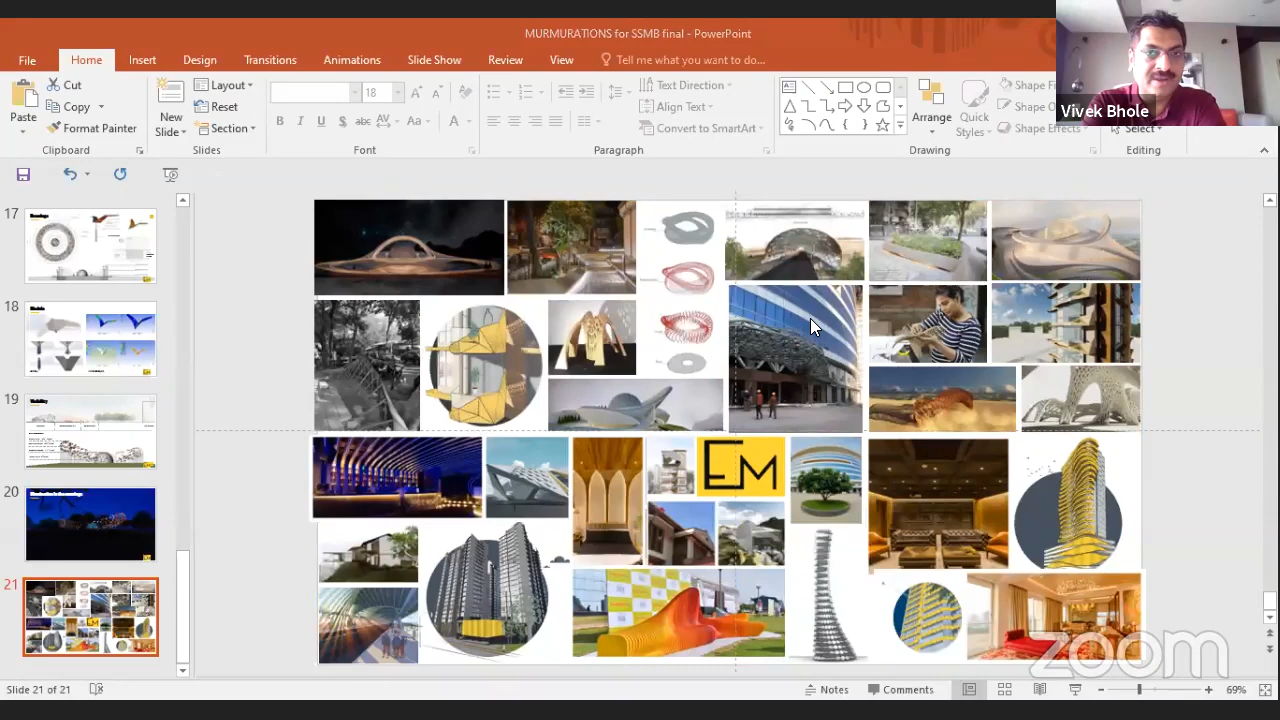 MURMURATIONS for SSMB final - PowerPoint
File Home Insert Design Transitions Animations Slide Show Review View Tell me what you want to do...
Vivek Bhole
Paste
Cut
Copy
Format Painter
Clipboard
New Slide
Layout
Reset
Section
Slides
18
B I U S abc AV Aa A
Font
Paragraph
Text Direction
Align Text
Convert to SmartArt
Arrange
Quick Styles
Shape Effects
Drawing
Select
Editing
17
18
19
20
21
EM
zoom
Slide 21 of 21
Notes
Comments
69%